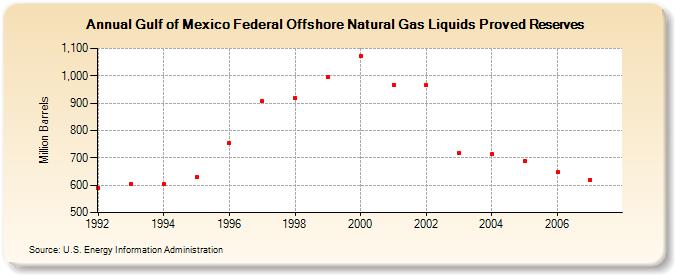 Annual Gulf of Mexico Federal Offshore Natural Gas Liquids Proved Reserves
Million Barrels
1,100
1,000
900
800
700
600
500
1992 1994 1996 1998 2000 2002 2004 2006
Source: U.S. Energy Information Administration